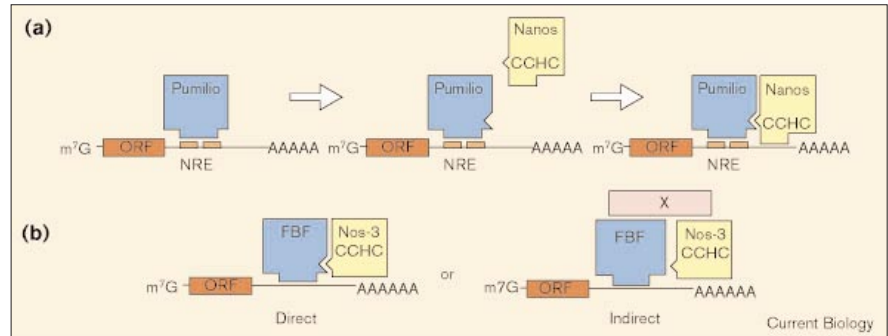 (a)
Nanos
CCHC
Pumilio
Pumilio
Pumilio
Nanos
CCHC
m⁷G ORF AAAAA
m⁷G ORF AAAAA
m⁷G ORF AAAAA
NRE
NRE
NRE
X
(b)
FBF
Nos-3
CCHC
FBF
Nos-3
CCHC
m⁷G ORF AAAAAA
or
m7G ORF AAAAAA
Direct
Indirect
Current Biology